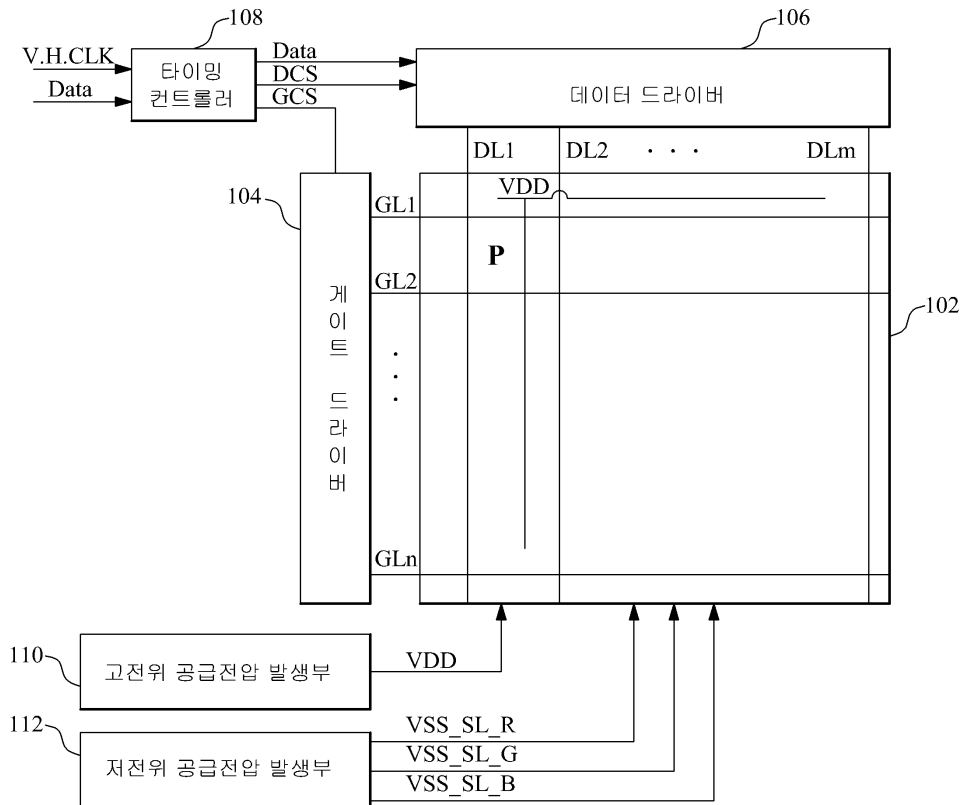 108
106
V.H.CLK
Data
타이밍
컨트롤러
Data
DCS
GCS
데이터 드라이버
DL1
DL2
· · ·
DLm
104
VDD
GL1
P
GL2
102
게이트 드라이버
GLn
110
고전위 공급전압 발생부
VDD
112
저전위 공급전압 발생부
VSS_SL_R
VSS_SL_G
VSS_SL_B